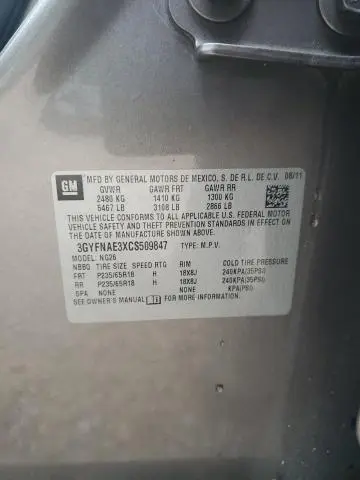 GM
MFD BY GENERAL MOTORS DE MEXICO, S. DE R.L. DE C.V. 08/11
GVWR GAWR FRT GAWR RR
2480 KG 1410 KG 1300 KG
5467 LB 3108 LB 2866 LB
THIS VEHICLE CONFORMS TO ALL APPLICABLE U.S. FEDERAL MOTOR
VEHICLE SAFETY, BUMPER, AND THEFT PREVENTION STANDARDS
IN EFFECT ON THE DATE OF MANUFACTURE SHOWN ABOVE.
3GYFNAE3XCS509847 TYPE: M.P.V.
MODEL: NG26
NBBQ TIRE SIZE SPEED RTG RIM COLD TIRE PRESSURE
FRT P235/65R18 H 18X8J 240KPA(35PSI)
RR P235/65R18 H 18X8J 240KPA(35PSI)
SPA NONE NONE KPA(PSI)
SEE OWNER'S MANUAL FOR ADDITIONAL INFORMATION.